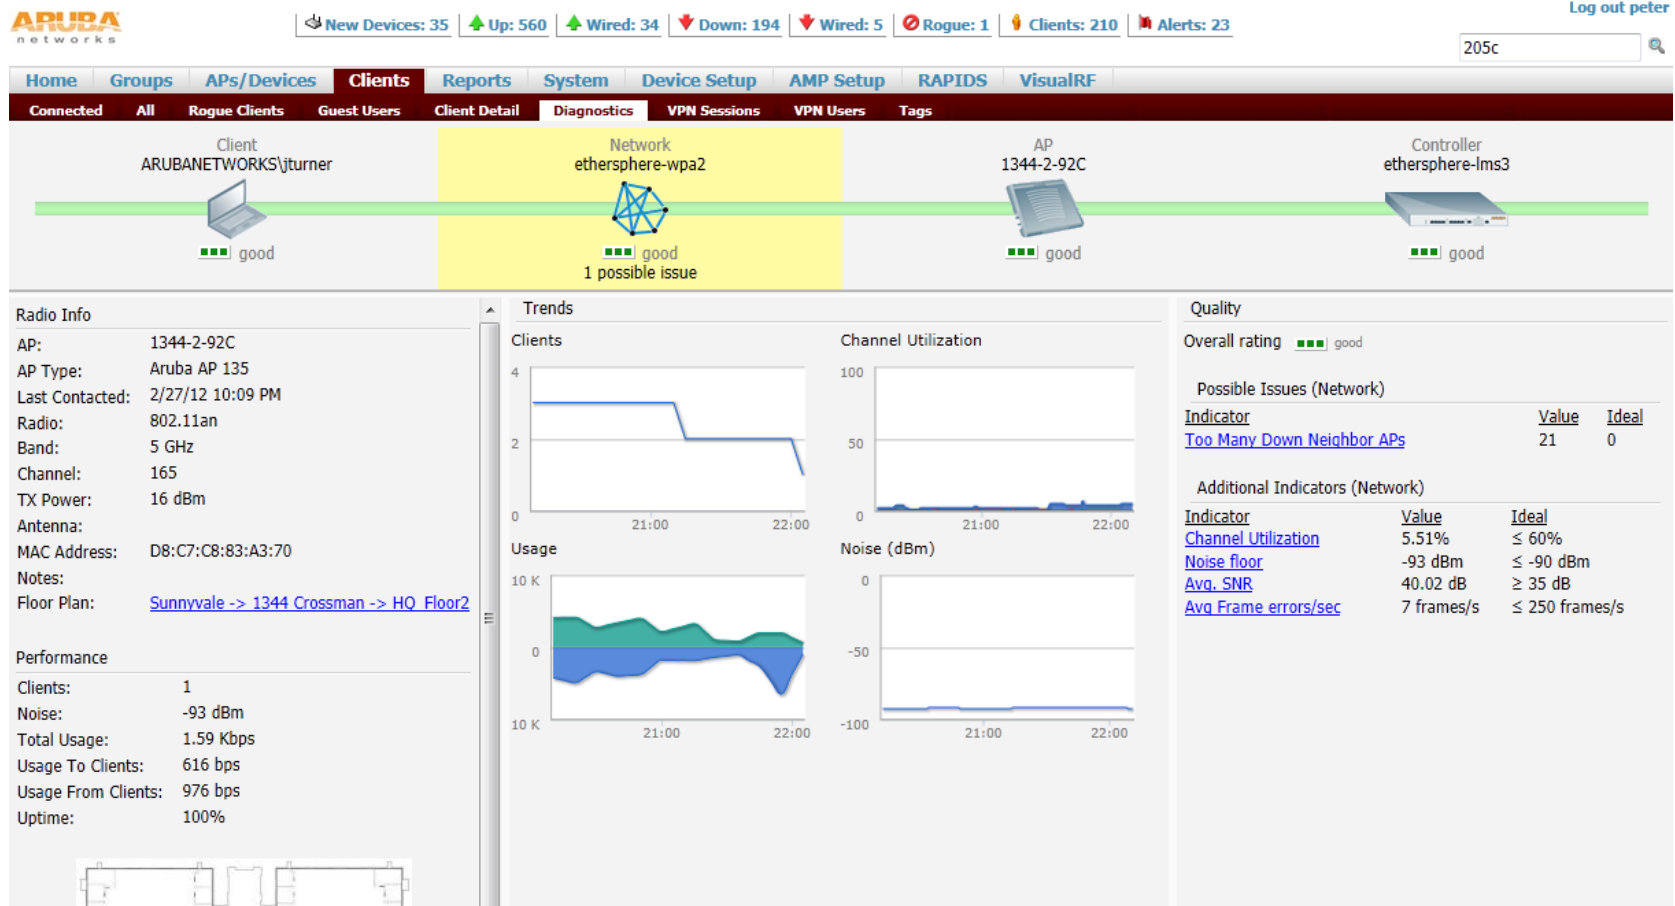 Log out peter
ARUBA
networks
New Devices: 35 Up: 560 Wired: 34 Down: 194 Wired: 5 Rogue: 1 Clients: 210 Alerts: 23
205c
Home Groups APs/Devices Clients Reports System Device Setup AMP Setup RAPIDS VisualRF
Connected All Rogue Clients Guest Users Client Detail Diagnostics VPN Sessions VPN Users Tags
Client
ARUBANETWORKS\jturner
good
Network
ethersphere-wpa2
good
1 possible issue
AP
1344-2-92C
good
Controller
ethersphere-lms3
good
Radio Info
AP: 1344-2-92C
AP Type: Aruba AP 135
Last Contacted: 2/27/12 10:09 PM
Radio: 802.11an
Band: 5 GHz
Channel: 165
TX Power: 16 dBm
Antenna:
MAC Address: D8:C7:C8:83:A3:70
Notes:
Floor Plan: Sunnyvale -> 1344 Crossman -> HQ_Floor2
Performance
Clients: 1
Noise: -93 dBm
Total Usage: 1.59 Kbps
Usage To Clients: 616 bps
Usage From Clients: 976 bps
Uptime: 100%
Trends
Clients
4
2
0
21:00 22:00
Channel Utilization
100
50
0
21:00 22:00
Usage
10 K
0
10 K
21:00 22:00
Noise (dBm)
0
-50
-100
21:00 22:00
Quality
Overall rating good
Possible Issues (Network)
Indicator Value Ideal
Too Many Down Neighbor APs 21 0
Additional Indicators (Network)
Indicator Value Ideal
Channel Utilization 5.51% ≤ 60%
Noise floor -93 dBm ≤ -90 dBm
Avg. SNR 40.02 dB ≥ 35 dB
Avg Frame errors/sec 7 frames/s ≤ 250 frames/s